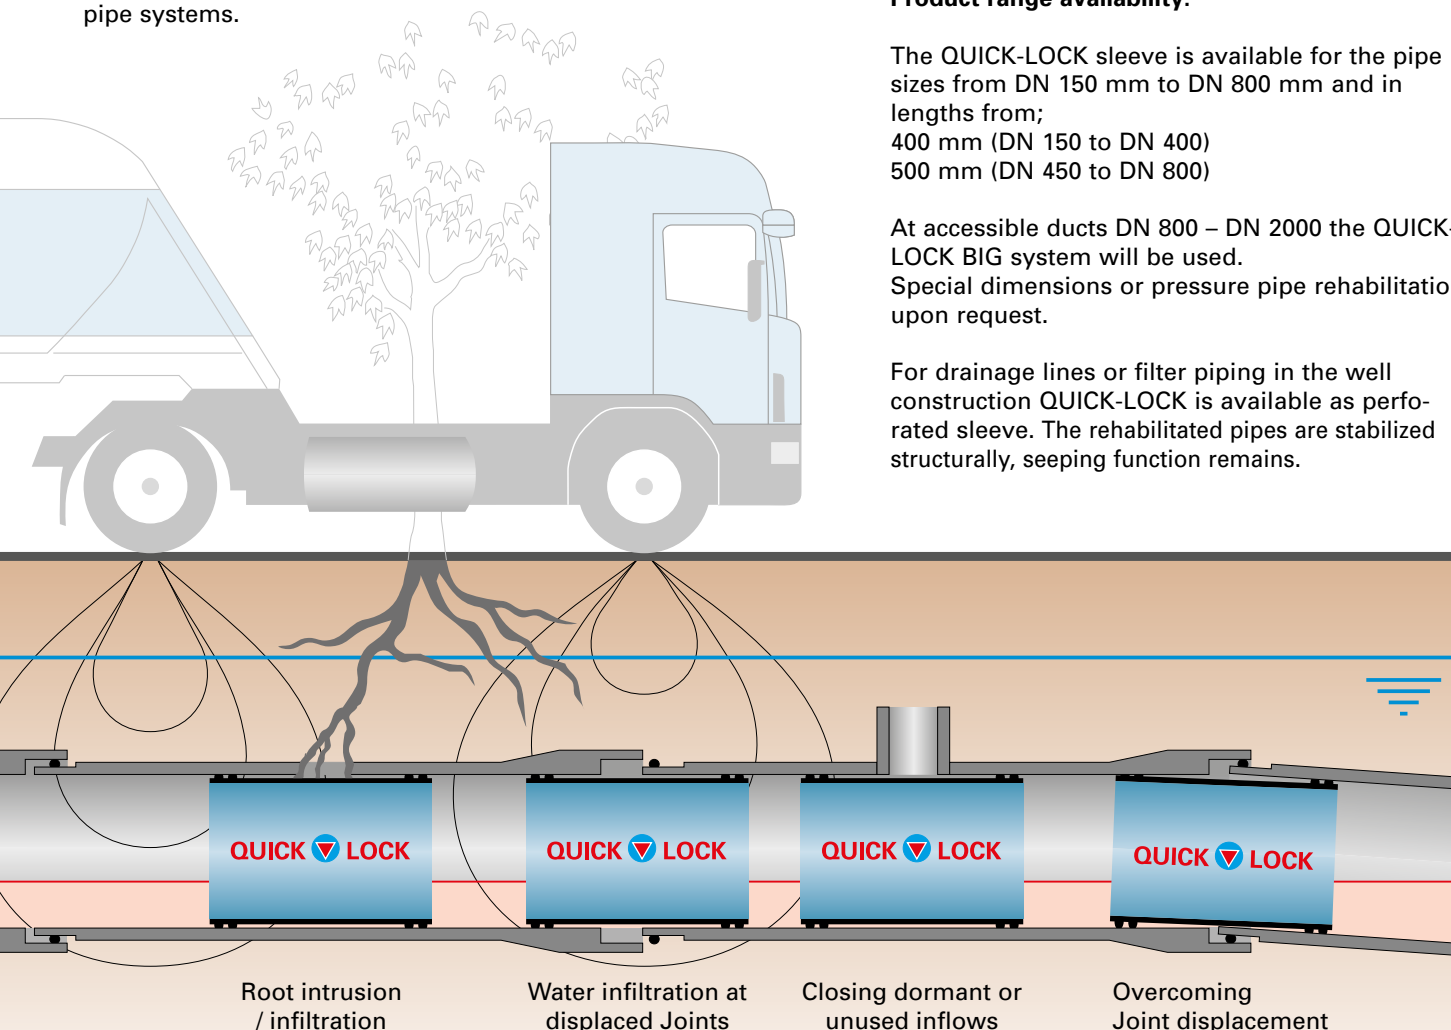 pipe systems.
Product range availability:
The QUICK-LOCK sleeve is available for the pipe
sizes from DN 150 mm to DN 800 mm and in
lengths from;
400 mm (DN 150 to DN 400)
500 mm (DN 450 to DN 800)
At accessible ducts DN 800 – DN 2000 the QUICK-
LOCK BIG system will be used.
Special dimensions or pressure pipe rehabilitatio
upon request.
For drainage lines or filter piping in the well
construction QUICK-LOCK is available as perfo-
rated sleeve. The rehabilitated pipes are stabilized
structurally, seeping function remains.
QUICK LOCK
QUICK LOCK
QUICK LOCK
QUICK LOCK
Root intrusion
/ infiltration
Water infiltration at
displaced Joints
Closing dormant or
unused inflows
Overcoming
Joint displacement